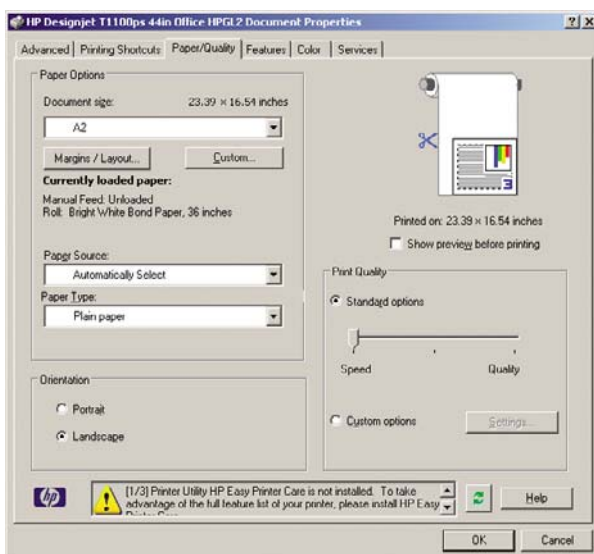 HP Designjet T1100ps 44in Office HPGL2 Document Properties
Advanced Printing Shortcuts Paper/Quality Features Color Services
Paper Options
Document size: 23.39 × 16.54 inches
A2
Margins / Layout... Custom...
Currently loaded paper:
Manual Feed: Unloaded
Roll: Bright White Bond Paper, 36 inches
Paper Source:
Automatically Select
Paper Type:
Plain paper
Orientation
Portrait
Landscape
3
Printed on: 23.39 × 16.54 inches
Show preview before printing
Print Quality
Standard options
Speed Quality
Custom options Settings...
hp
[1/3] Printer Utility HP Easy Printer Care is not installed. To take
advantage of the full feature list of your printer, please install HP Easy
Printer Care
Help
OK Cancel